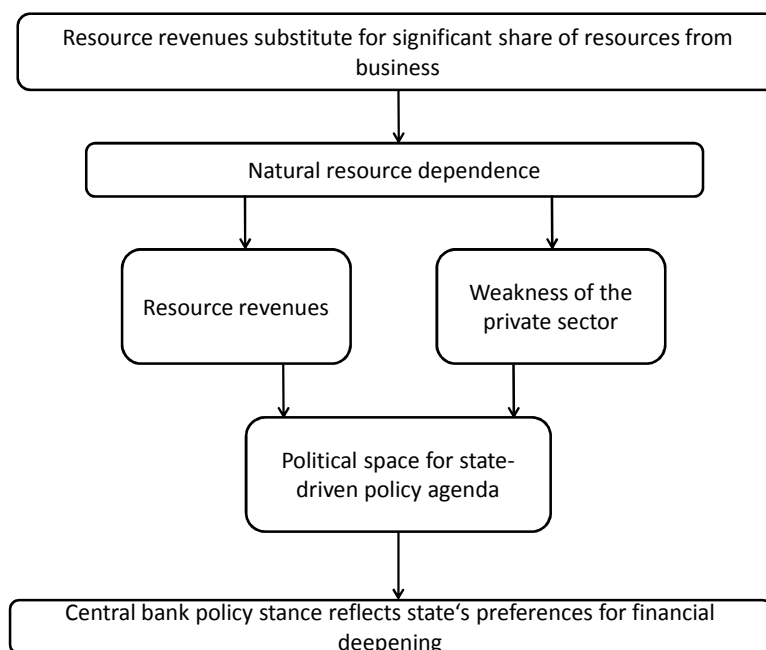 Resource revenues substitute for significant share of resources from
business
Natural resource dependence
Resource revenues
Weakness of the
private sector
Political space for state-
driven policy agenda
Central bank policy stance reflects state‘s preferences for financial
deepening